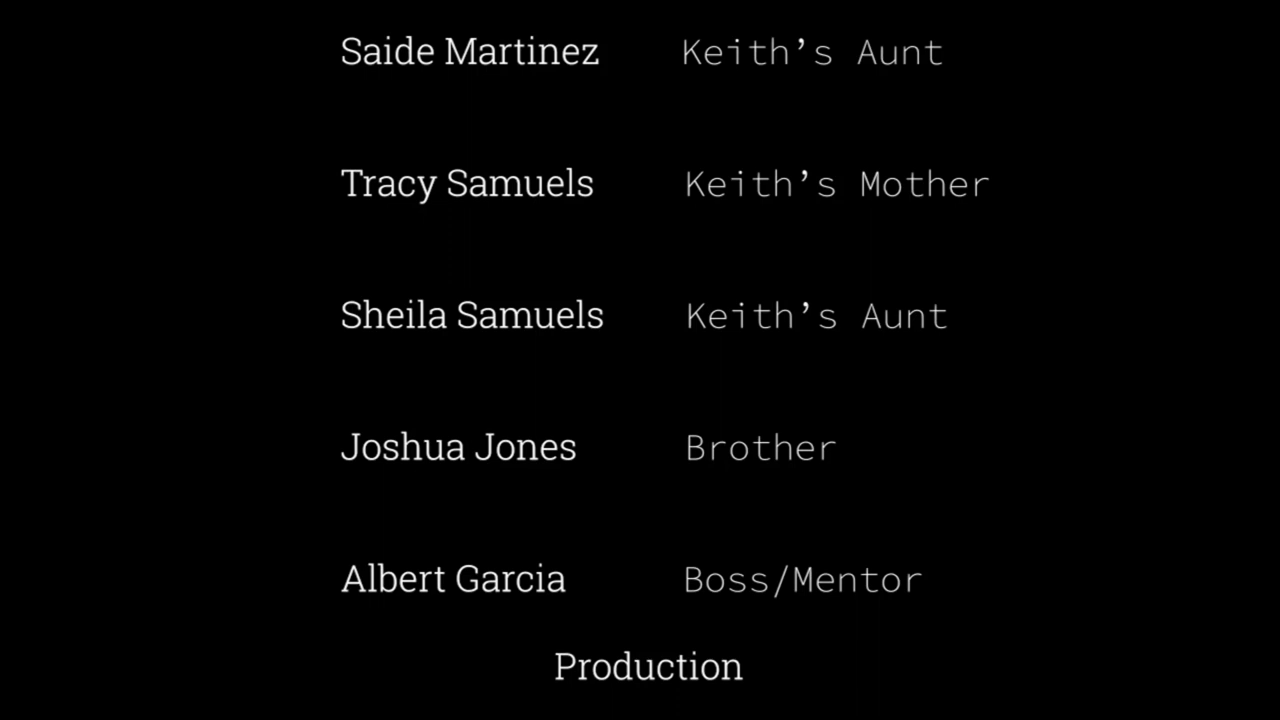 Saide Martinez Keith’s Aunt
Tracy Samuels Keith’s Mother
Sheila Samuels Keith’s Aunt
Joshua Jones Brother
Albert Garcia Boss/Mentor
Production